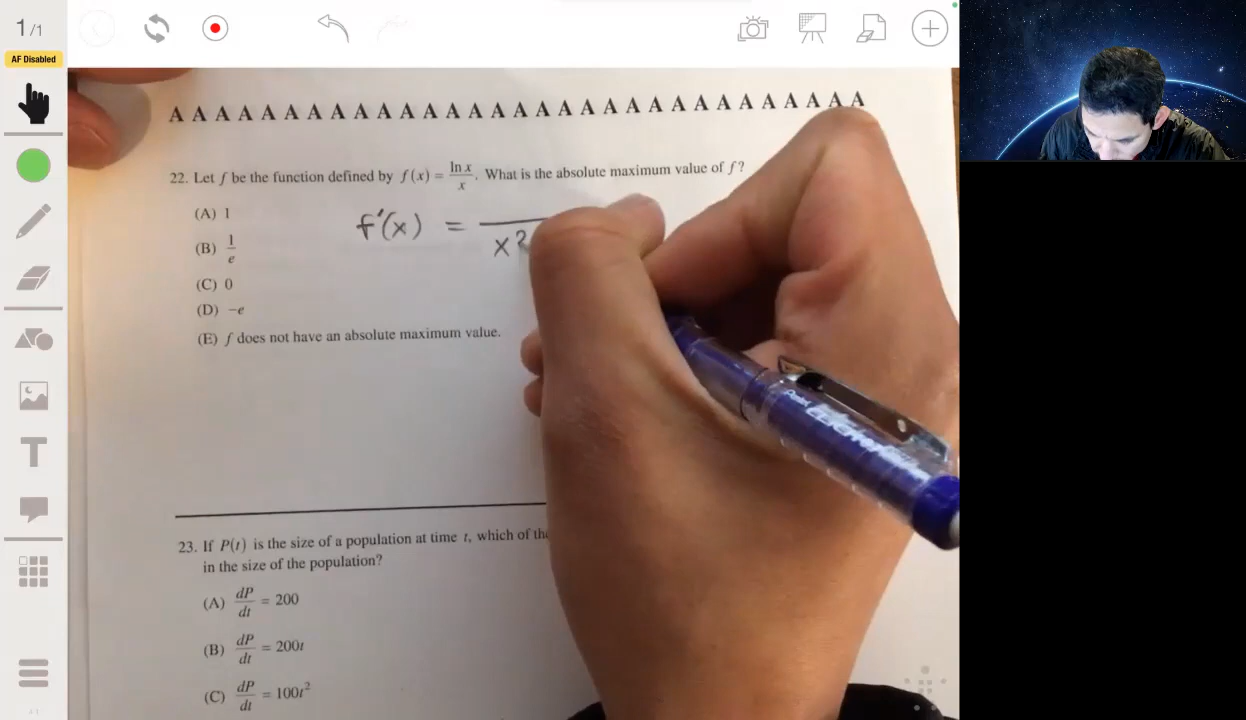 1/1
AF Disabled
A A A A A A A A A A A A A A A A A A A A A A A A A A A A A A A
22. Let f be the function defined by f(x) = ln x / x. What is the absolute maximum value of f?
(A) 1
f'(x) = / x²
(B) 1/e
(C) 0
(D) −e
(E) f does not have an absolute maximum value.
23. If P(t) is the size of a population at time t, which of the
in the size of the population?
(A) dP/dt = 200
(B) dP/dt = 200t
(C) dP/dt = 100t²
T
Pentel